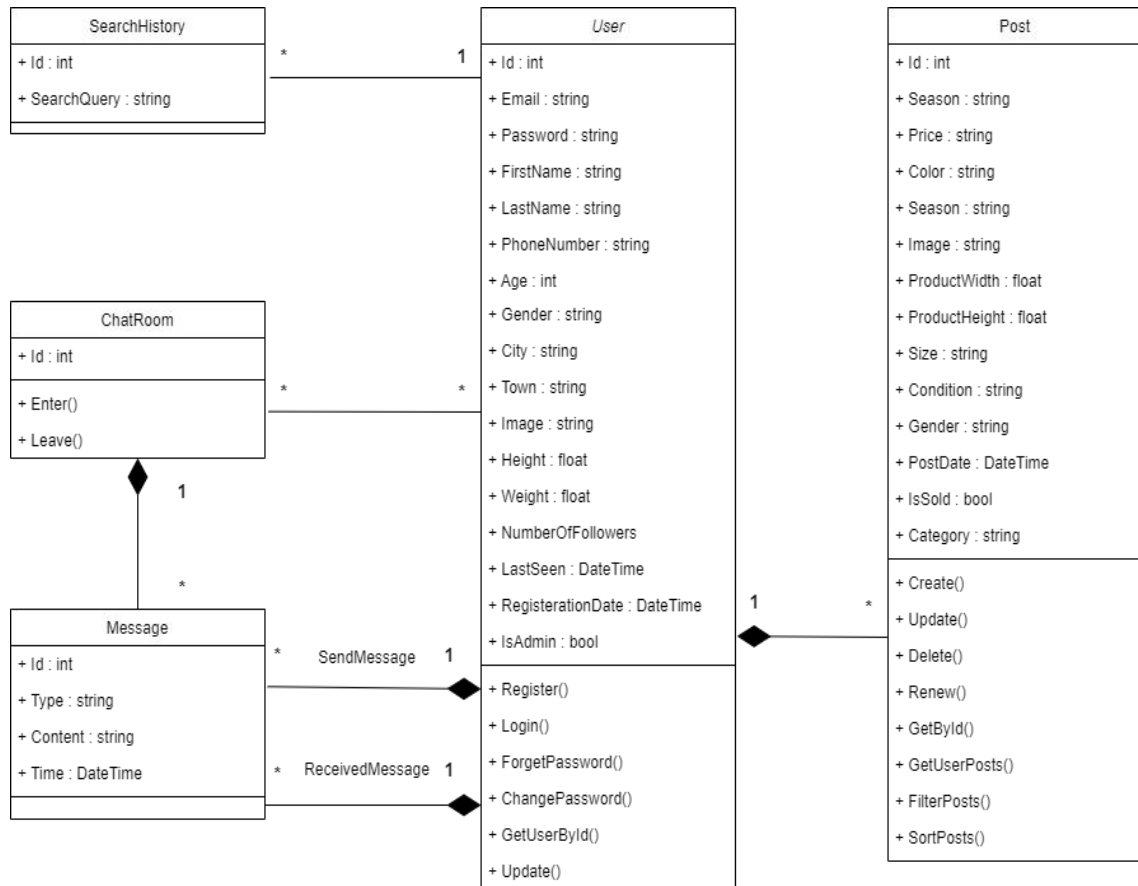 SearchHistory
+ Id : int
+ SearchQuery : string
*
1
User
+ Id : int
+ Email : string
+ Password : string
+ FirstName : string
+ LastName : string
+ PhoneNumber : string
+ Age : int
+ Gender : string
+ City : string
+ Town : string
+ Image : string
+ Height : float
+ Weight : float
+ NumberOfFollowers
+ LastSeen : DateTime
+ RegisterationDate : DateTime
+ IsAdmin : bool
+ Register()
+ Login()
+ ForgetPassword()
+ ChangePassword()
+ GetUserById()
+ Update()
Post
+ Id : int
+ Season : string
+ Price : string
+ Color : string
+ Season : string
+ Image : string
+ ProductWidth : float
+ ProductHeight : float
+ Size : string
+ Condition : string
+ Gender : string
+ PostDate : DateTime
+ IsSold : bool
+ Category : string
+ Create()
+ Update()
+ Delete()
+ Renew()
+ GetById()
+ GetUserPosts()
+ FilterPosts()
+ SortPosts()
1
*
ChatRoom
+ Id : int
+ Enter()
+ Leave()
*
*
1
*
Message
+ Id : int
+ Type : string
+ Content : string
+ Time : DateTime
*
SendMessage
1
*
ReceivedMessage
1